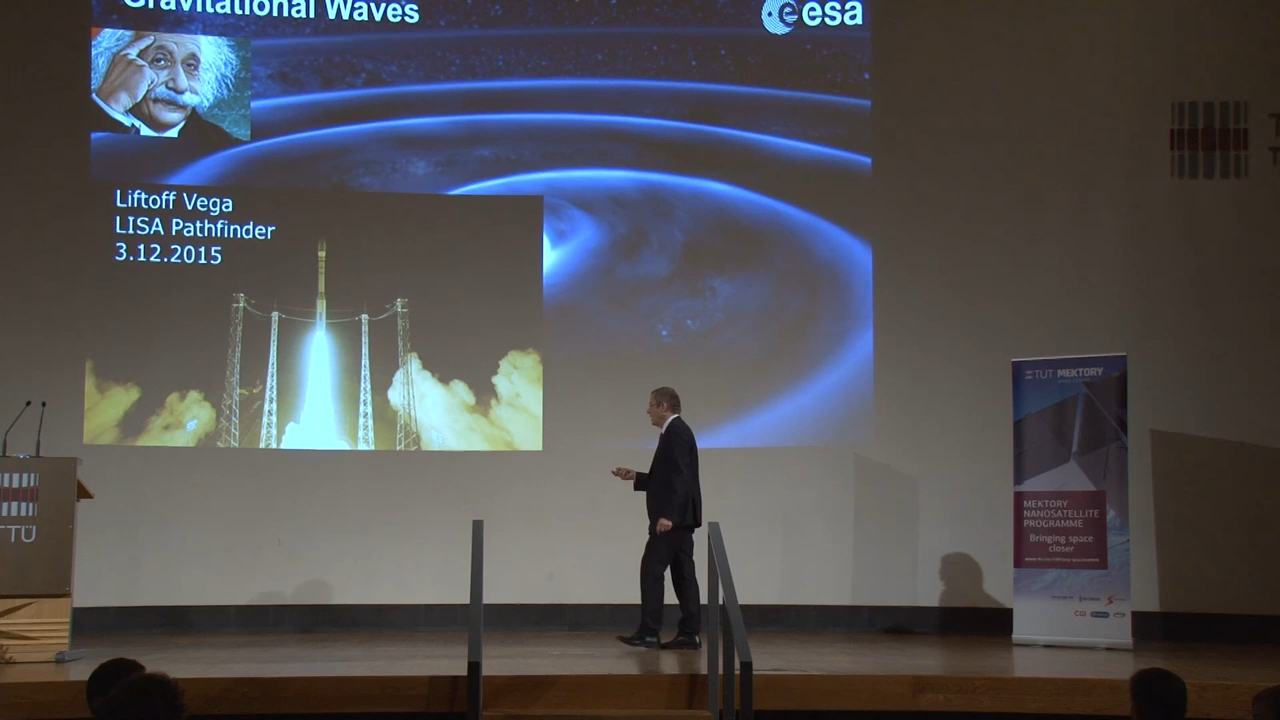 Gravitational Waves
esa
Liftoff Vega
LISA Pathfinder
3.12.2015
TTÜ
TUT MEKTORY
MEKTORY
NANOSATELLITE
PROGRAMME
Bringing space
closer
CGI